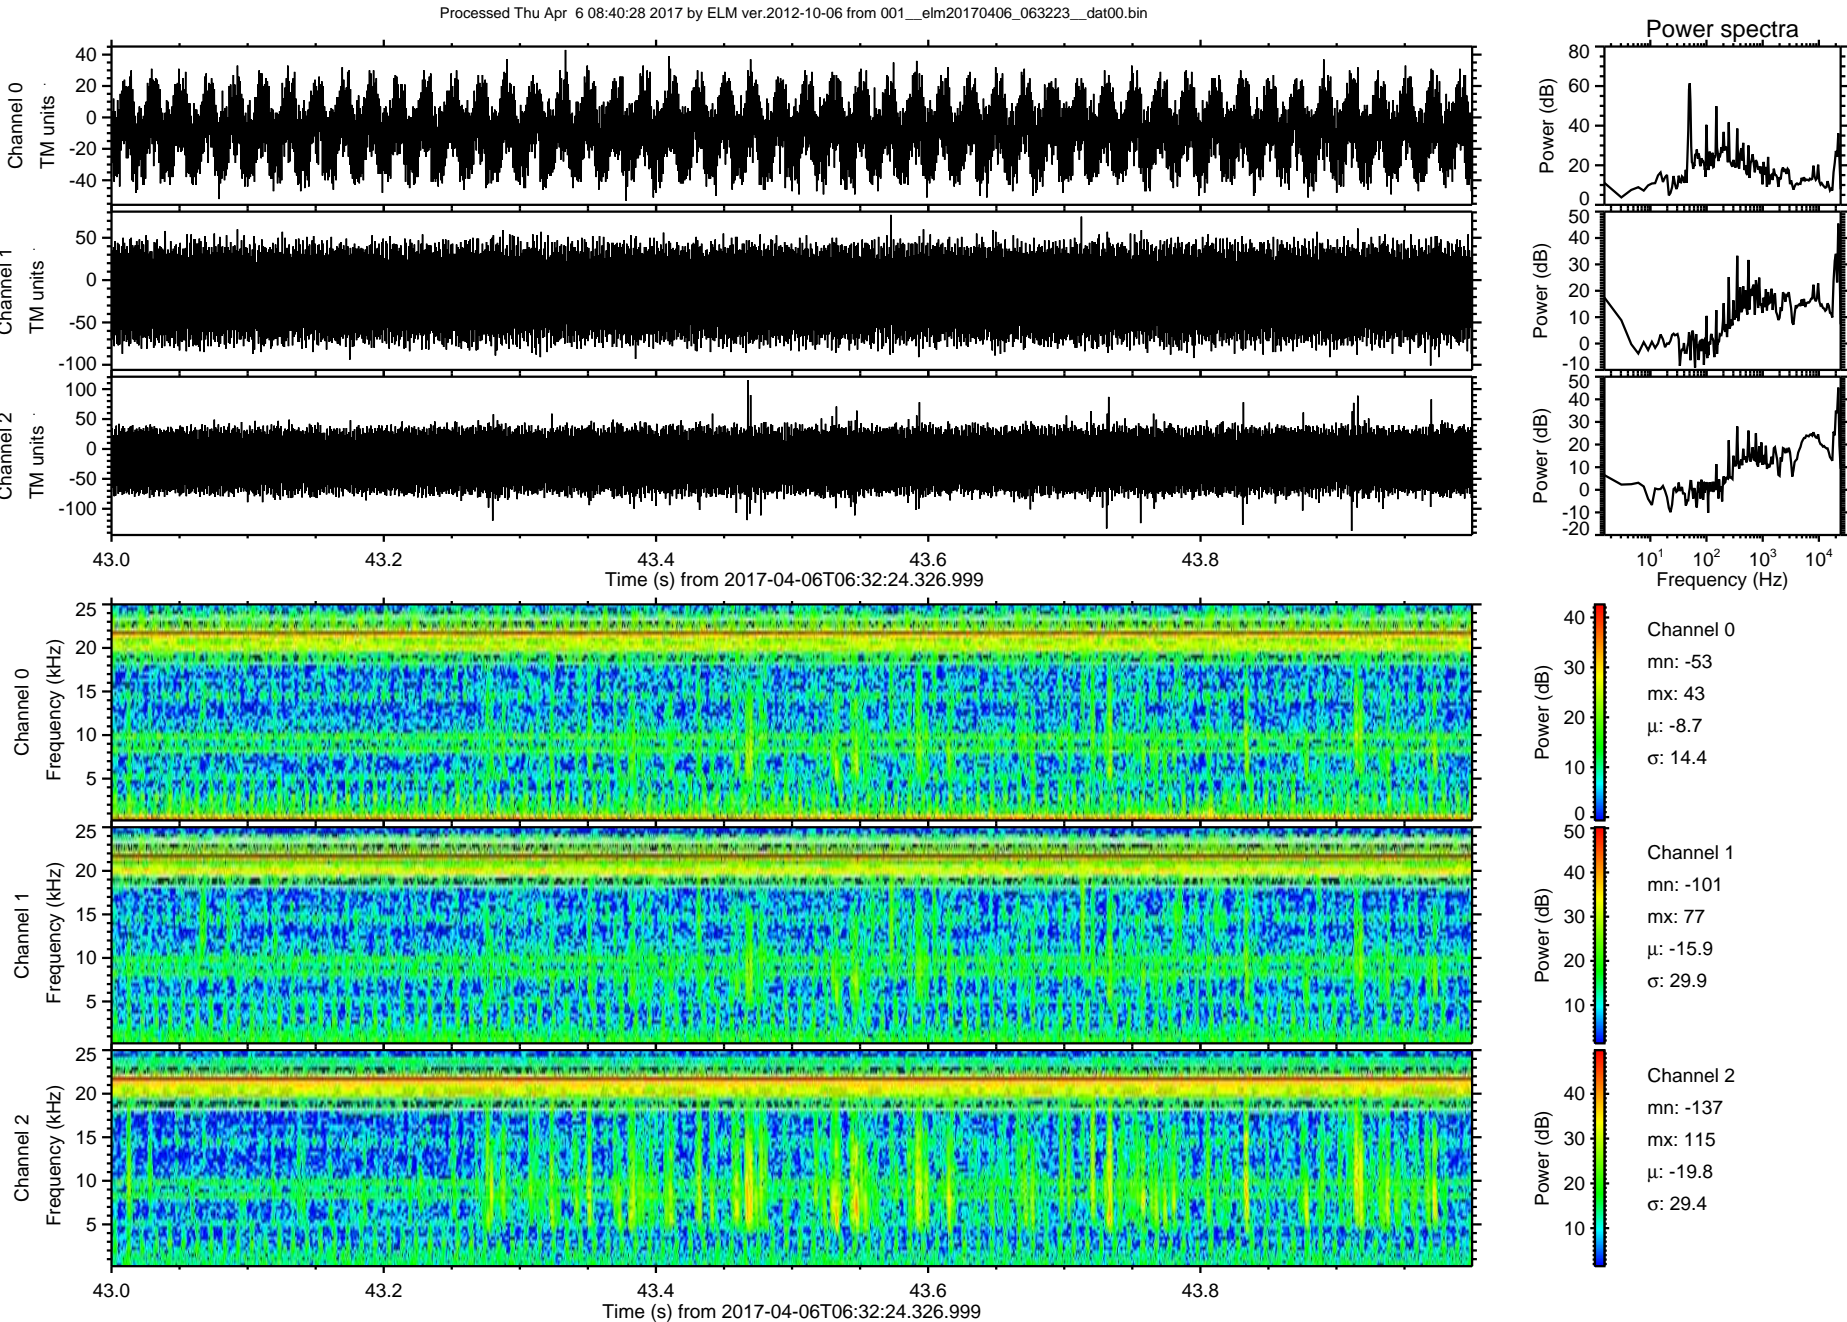 Processed Thu Apr  6 08:40:28 2017 by ELM ver.2012-10-06 from 001__elm20170406_063223__dat00.bin
Power spectra
Channel 0
TM units
40
20
0
-20
-40
Power (dB)
80
60
40
20
0
Channel 1
TM units
50
0
-50
-100
Power (dB)
50
40
30
20
10
0
-10
Channel 2
TM units
100
50
0
-50
-100
Power (dB)
50
40
30
20
10
0
-10
-20
43.0 43.2 43.4 43.6 43.8
Time (s) from 2017-04-06T06:32:24.326.999
10^1 10^2 10^3 10^4
Frequency (Hz)
Channel 0
Frequency (kHz)
25
20
15
10
5
Power (dB)
40
30
20
10
0
Channel 0
mn: -53
mx: 43
μ: -8.7
σ: 14.4
Channel 1
Frequency (kHz)
25
20
15
10
5
Power (dB)
50
40
30
20
10
Channel 1
mn: -101
mx: 77
μ: -15.9
σ: 29.9
Channel 2
Frequency (kHz)
25
20
15
10
5
Power (dB)
40
30
20
10
Channel 2
mn: -137
mx: 115
μ: -19.8
σ: 29.4
43.0 43.2 43.4 43.6 43.8
Time (s) from 2017-04-06T06:32:24.326.999